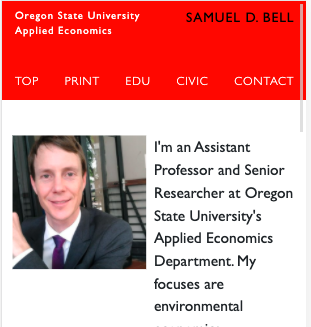 Oregon State University
Applied Economics
SAMUEL D. BELL
TOP PRINT EDU CIVIC CONTACT
I'm an Assistant
Professor and Senior
Researcher at Oregon
State University's
Applied Economics
Department. My
focuses are
environmental